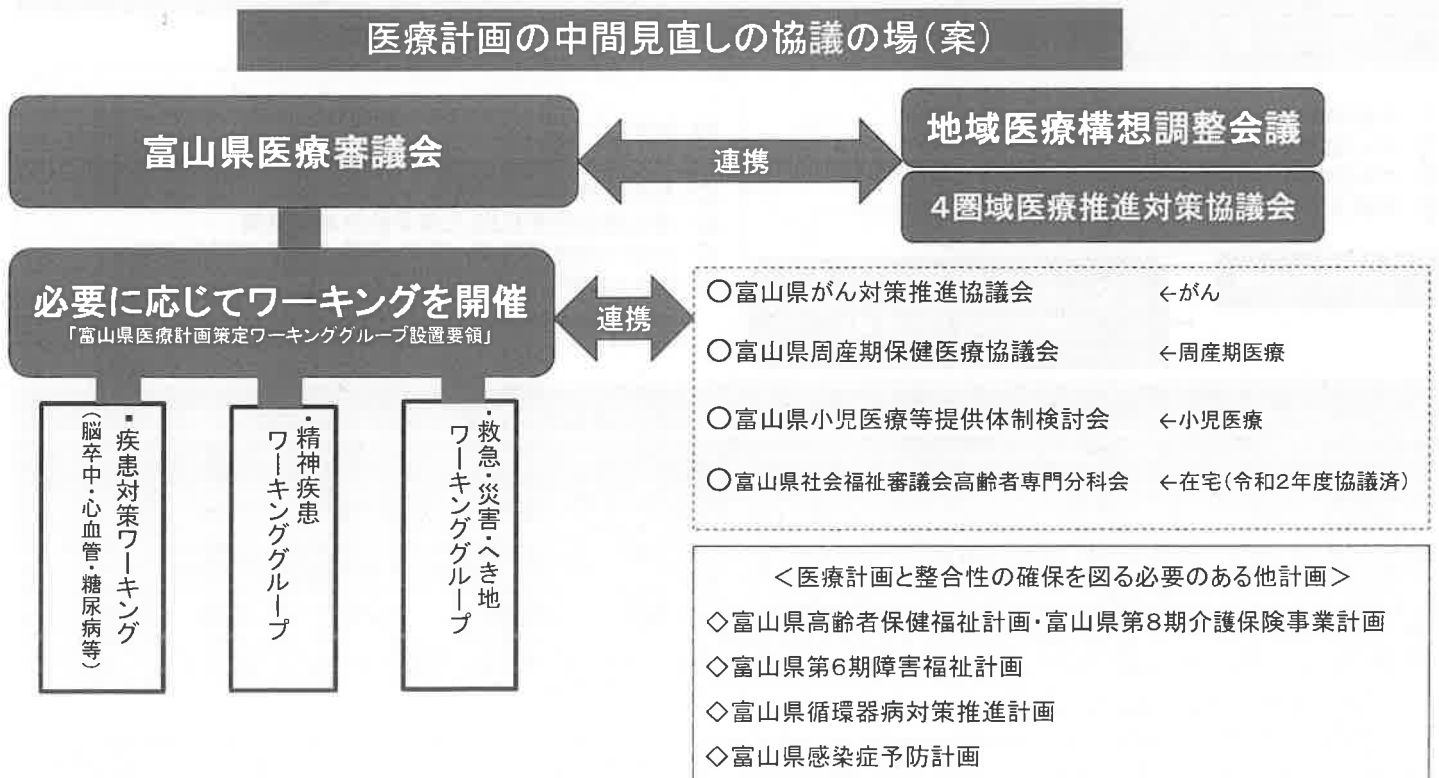 医療計画の中間見直しの協議の場(案)
富山県医療審議会
連携
地域医療構想調整会議
4圏域医療推進対策協議会
必要に応じてワーキングを開催
「富山県医療計画策定ワーキンググループ設置要領」
連携
○富山県がん対策推進協議会 ←がん
○富山県周産期保健医療協議会 ←周産期医療
○富山県小児医療等提供体制検討会 ←小児医療
○富山県社会福祉審議会高齢者専門分科会 ←在宅(令和2年度協議済)
・疾患対策ワーキング
(脳卒中・心血管・糖尿病等)
・精神疾患
ワーキンググループ
・救急・災害・へき地
ワーキンググループ
<医療計画と整合性の確保を図る必要のある他計画>
◇富山県高齢者保健福祉計画・富山県第8期介護保険事業計画
◇富山県第6期障害福祉計画
◇富山県循環器病対策推進計画
◇富山県感染症予防計画